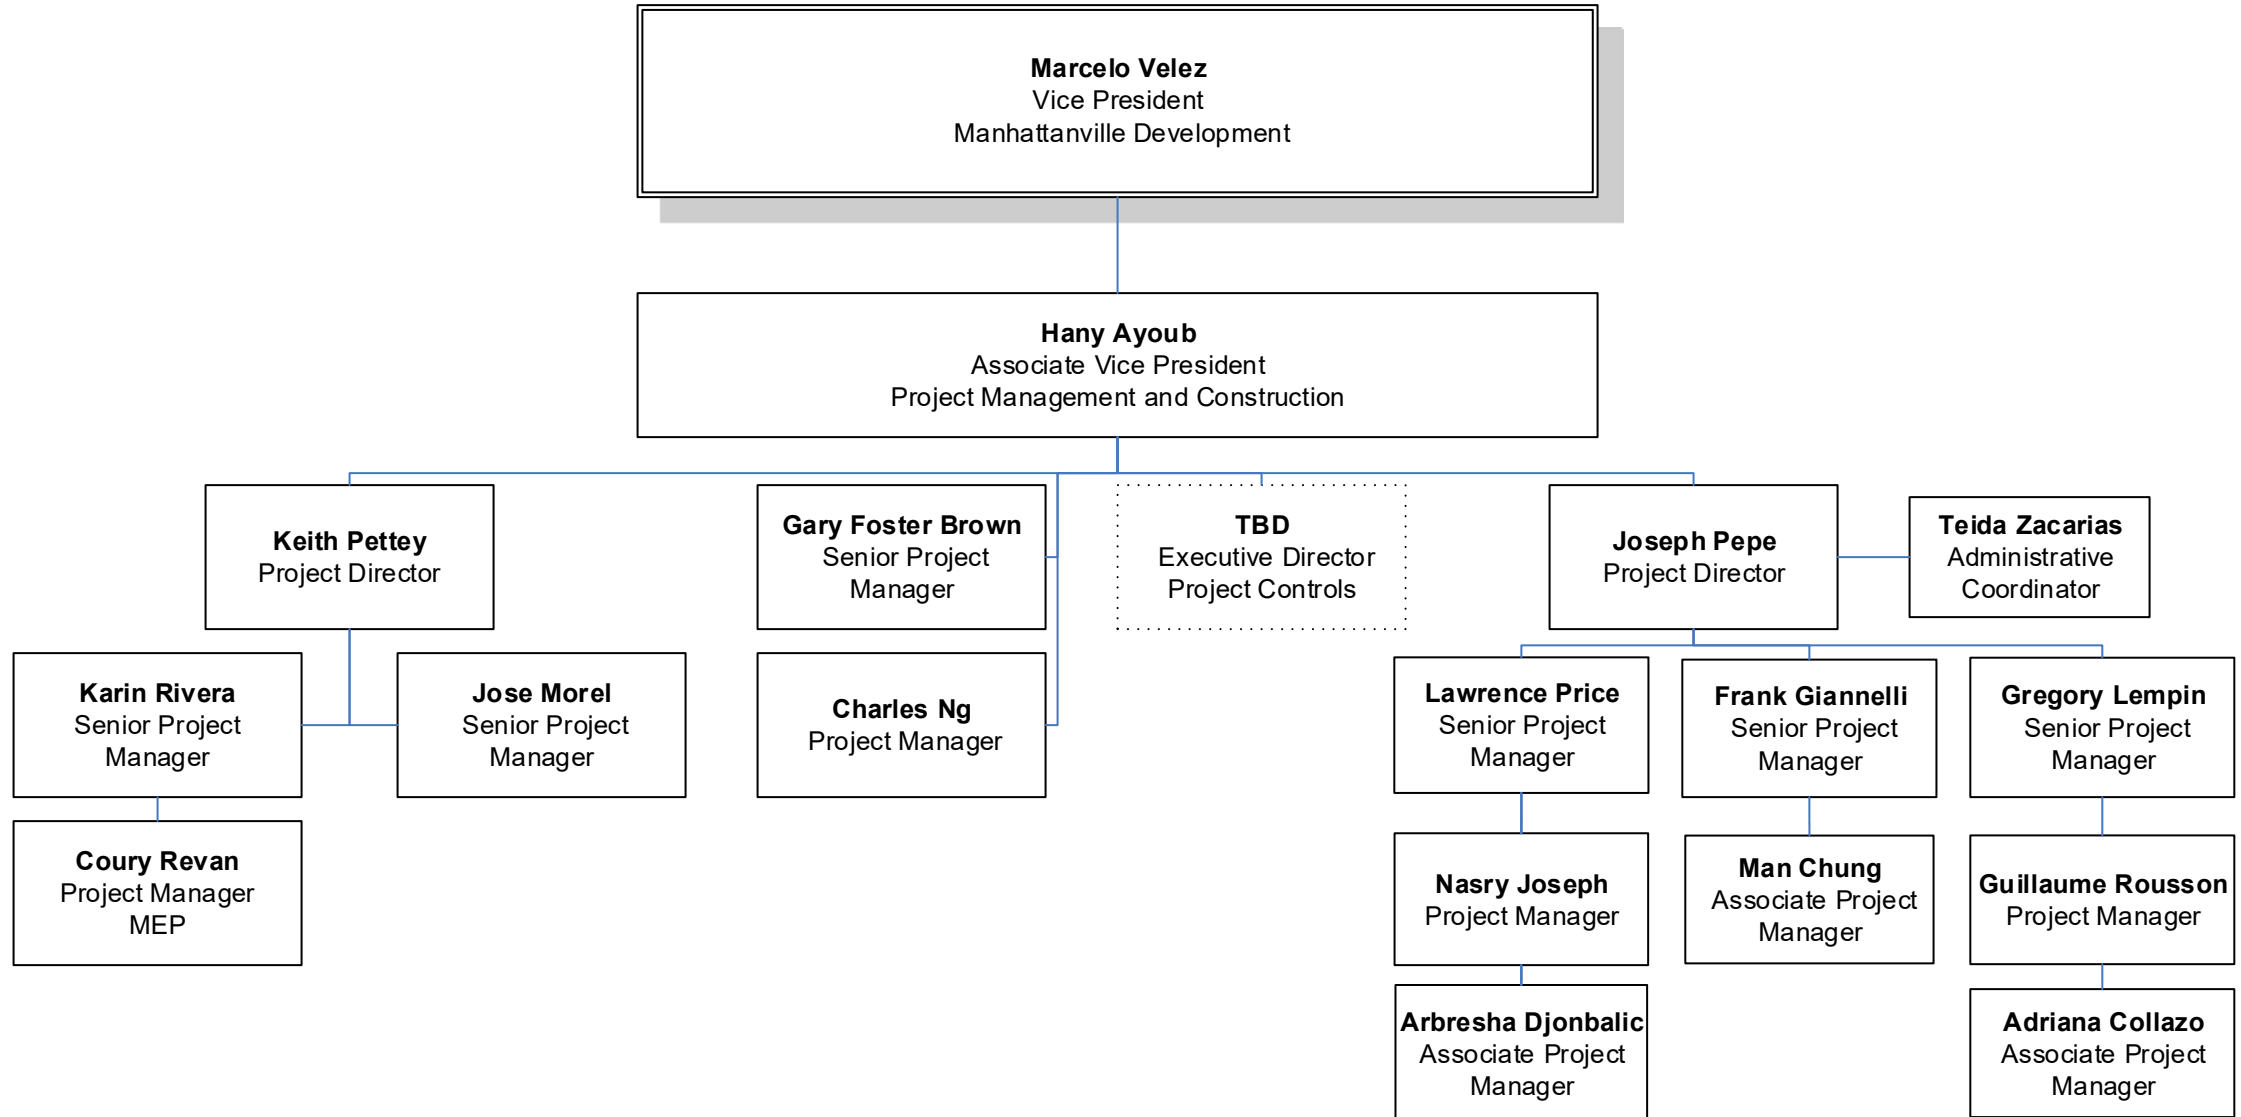 Marcelo Velez
Vice President
Manhattanville Development
Hany Ayoub
Associate Vice President
Project Management and Construction
Keith Pettey
Project Director
Gary Foster Brown
Senior Project
Manager
TBD
Executive Director
Project Controls
Joseph Pepe
Project Director
Teida Zacarias
Administrative
Coordinator
Karin Rivera
Senior Project
Manager
Jose Morel
Senior Project
Manager
Charles Ng
Project Manager
Lawrence Price
Senior Project
Manager
Frank Giannelli
Senior Project
Manager
Gregory Lempin
Senior Project
Manager
Coury Revan
Project Manager
MEP
Nasry Joseph
Project Manager
Man Chung
Associate Project
Manager
Guillaume Rousson
Project Manager
Arbresha Djonbalic
Associate Project
Manager
Adriana Collazo
Associate Project
Manager